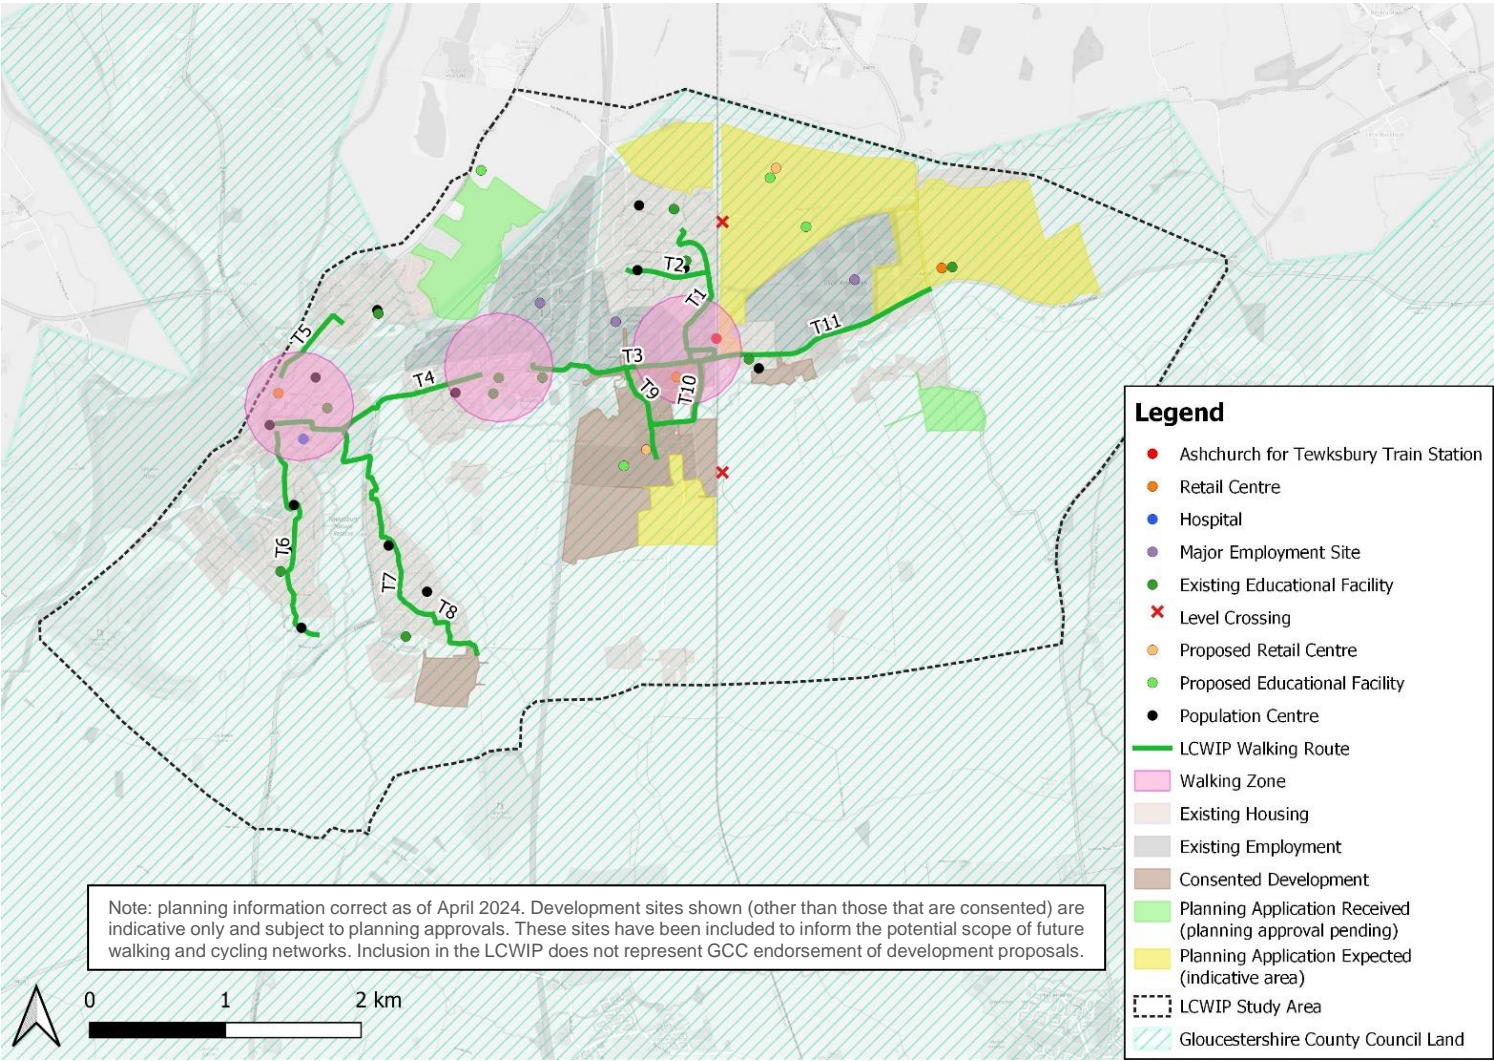 T2
T1
T5
T11
T3
T4
T9
T10
T6
T7
T8
Legend
Ashchurch for Tewksbury Train Station
Retail Centre
Hospital
Major Employment Site
Existing Educational Facility
Level Crossing
Proposed Retail Centre
Proposed Educational Facility
Population Centre
LCWIP Walking Route
Walking Zone
Existing Housing
Existing Employment
Consented Development
Planning Application Received
(planning approval pending)
Planning Application Expected
(indicative area)
LCWIP Study Area
Gloucestershire County Council Land
Note: planning information correct as of April 2024. Development sites shown (other than those that are consented) are
indicative only and subject to planning approvals. These sites have been included to inform the potential scope of future
walking and cycling networks. Inclusion in the LCWIP does not represent GCC endorsement of development proposals.
0 1 2 km